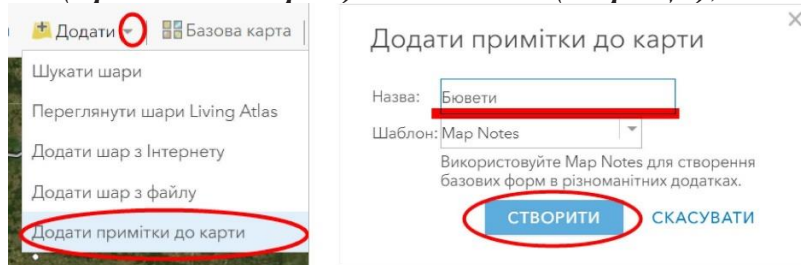 Додати
Базова карта
Шукати шари
Переглянути шари Living Atlas
Додати шар з Інтернету
Додати шар з файлу
Додати примітки до карти
Додати примітки до карти
Назва: Бювети
Шаблон: Map Notes
Використовуйте Map Notes для створення
базових форм в різноманітних додатках.
СТВОРИТИ СКАСУВАТИ